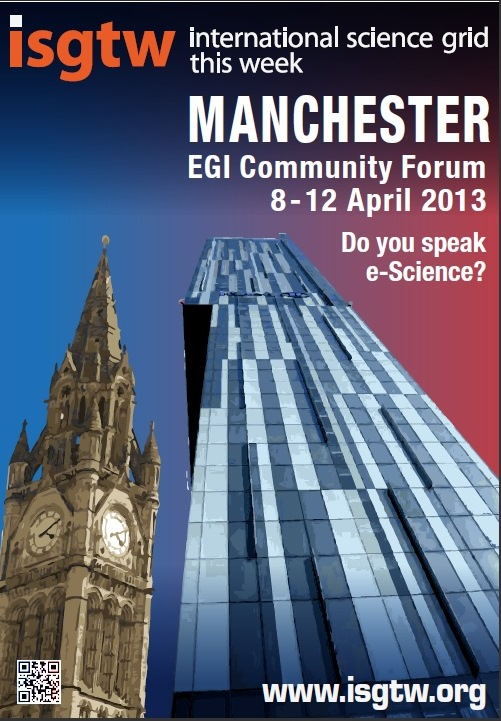 isgtw international science grid
this week
MANCHESTER
EGI Community Forum
8-12 April 2013
Do you speak
e-Science?
www.isgtw.org